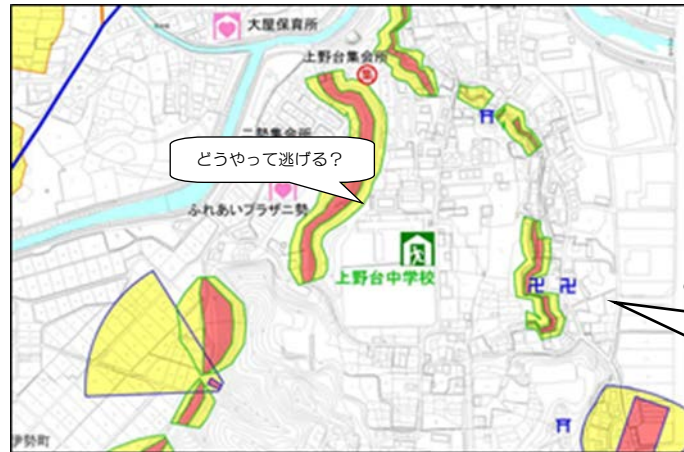 大屋保育所
上野台集会所
集
二勢集会所
どうやって逃げる？
ふれあいプラザ二勢
上野台中学校
伊勢町